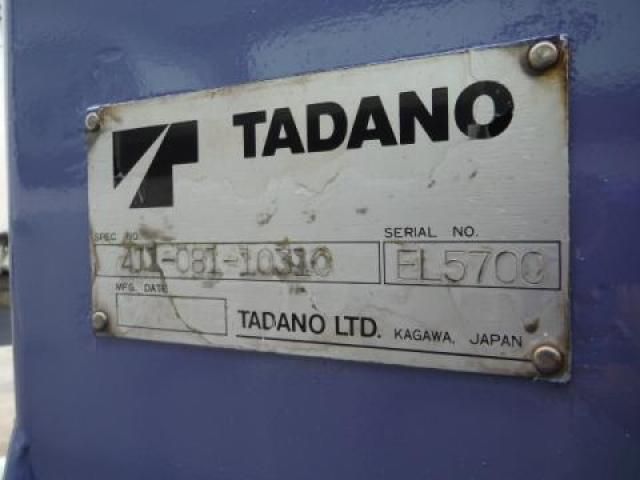 TADANO
SPEC NO. SERIAL NO.
411-081-10310 EL5700
MFG. DATE
TADANO LTD. KAGAWA, JAPAN